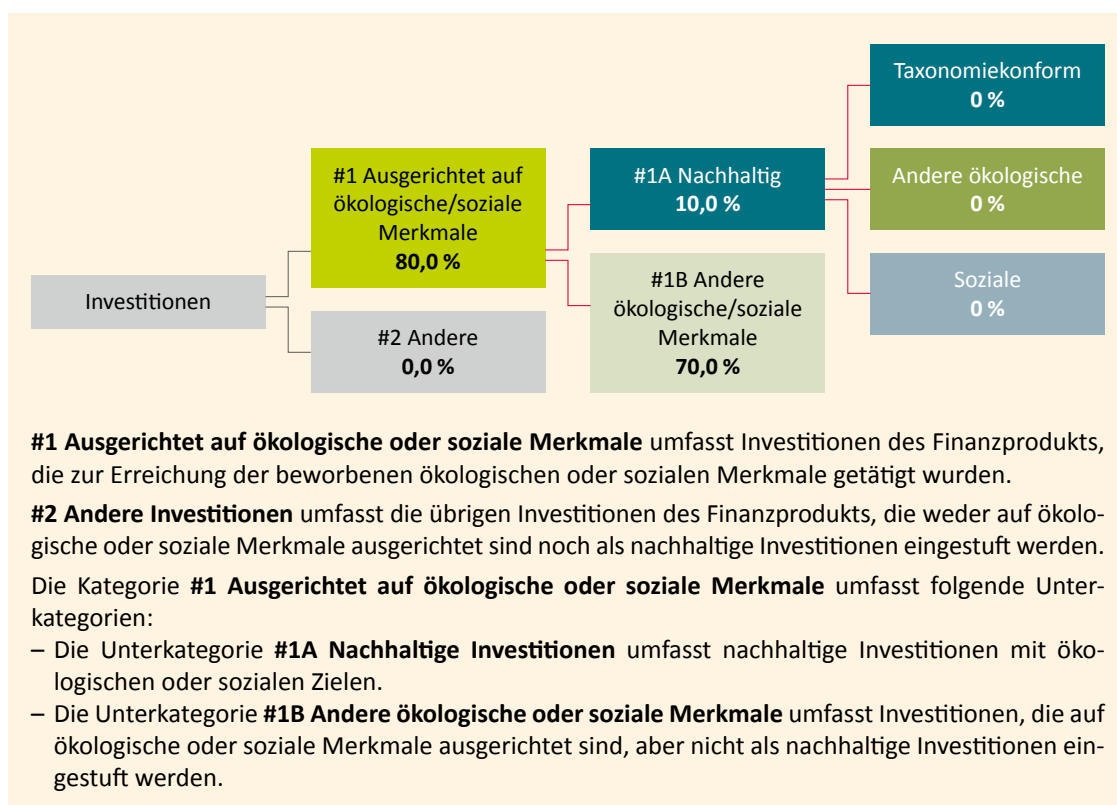 Taxonomiekonform
0 %
#1 Ausgerichtet auf
ökologische/soziale
Merkmale
80,0 %
#1A Nachhaltig
10,0 %
Andere ökologische
0 %
Investitionen
#2 Andere
0,0 %
#1B Andere
ökologische/soziale
Merkmale
70,0 %
Soziale
0 %
#1 Ausgerichtet auf ökologische oder soziale Merkmale umfasst Investitionen des Finanzprodukts,
die zur Erreichung der beworbenen ökologischen oder sozialen Merkmale getätigt wurden.
#2 Andere Investitionen umfasst die übrigen Investitionen des Finanzprodukts, die weder auf ökolo-
gische oder soziale Merkmale ausgerichtet sind noch als nachhaltige Investitionen eingestuft werden.
Die Kategorie #1 Ausgerichtet auf ökologische oder soziale Merkmale umfasst folgende Unter-
kategorien:
– Die Unterkategorie #1A Nachhaltige Investitionen umfasst nachhaltige Investitionen mit öko-
logischen oder sozialen Zielen.
– Die Unterkategorie #1B Andere ökologische oder soziale Merkmale umfasst Investitionen, die auf
ökologische oder soziale Merkmale ausgerichtet sind, aber nicht als nachhaltige Investitionen ein-
gestuft werden.